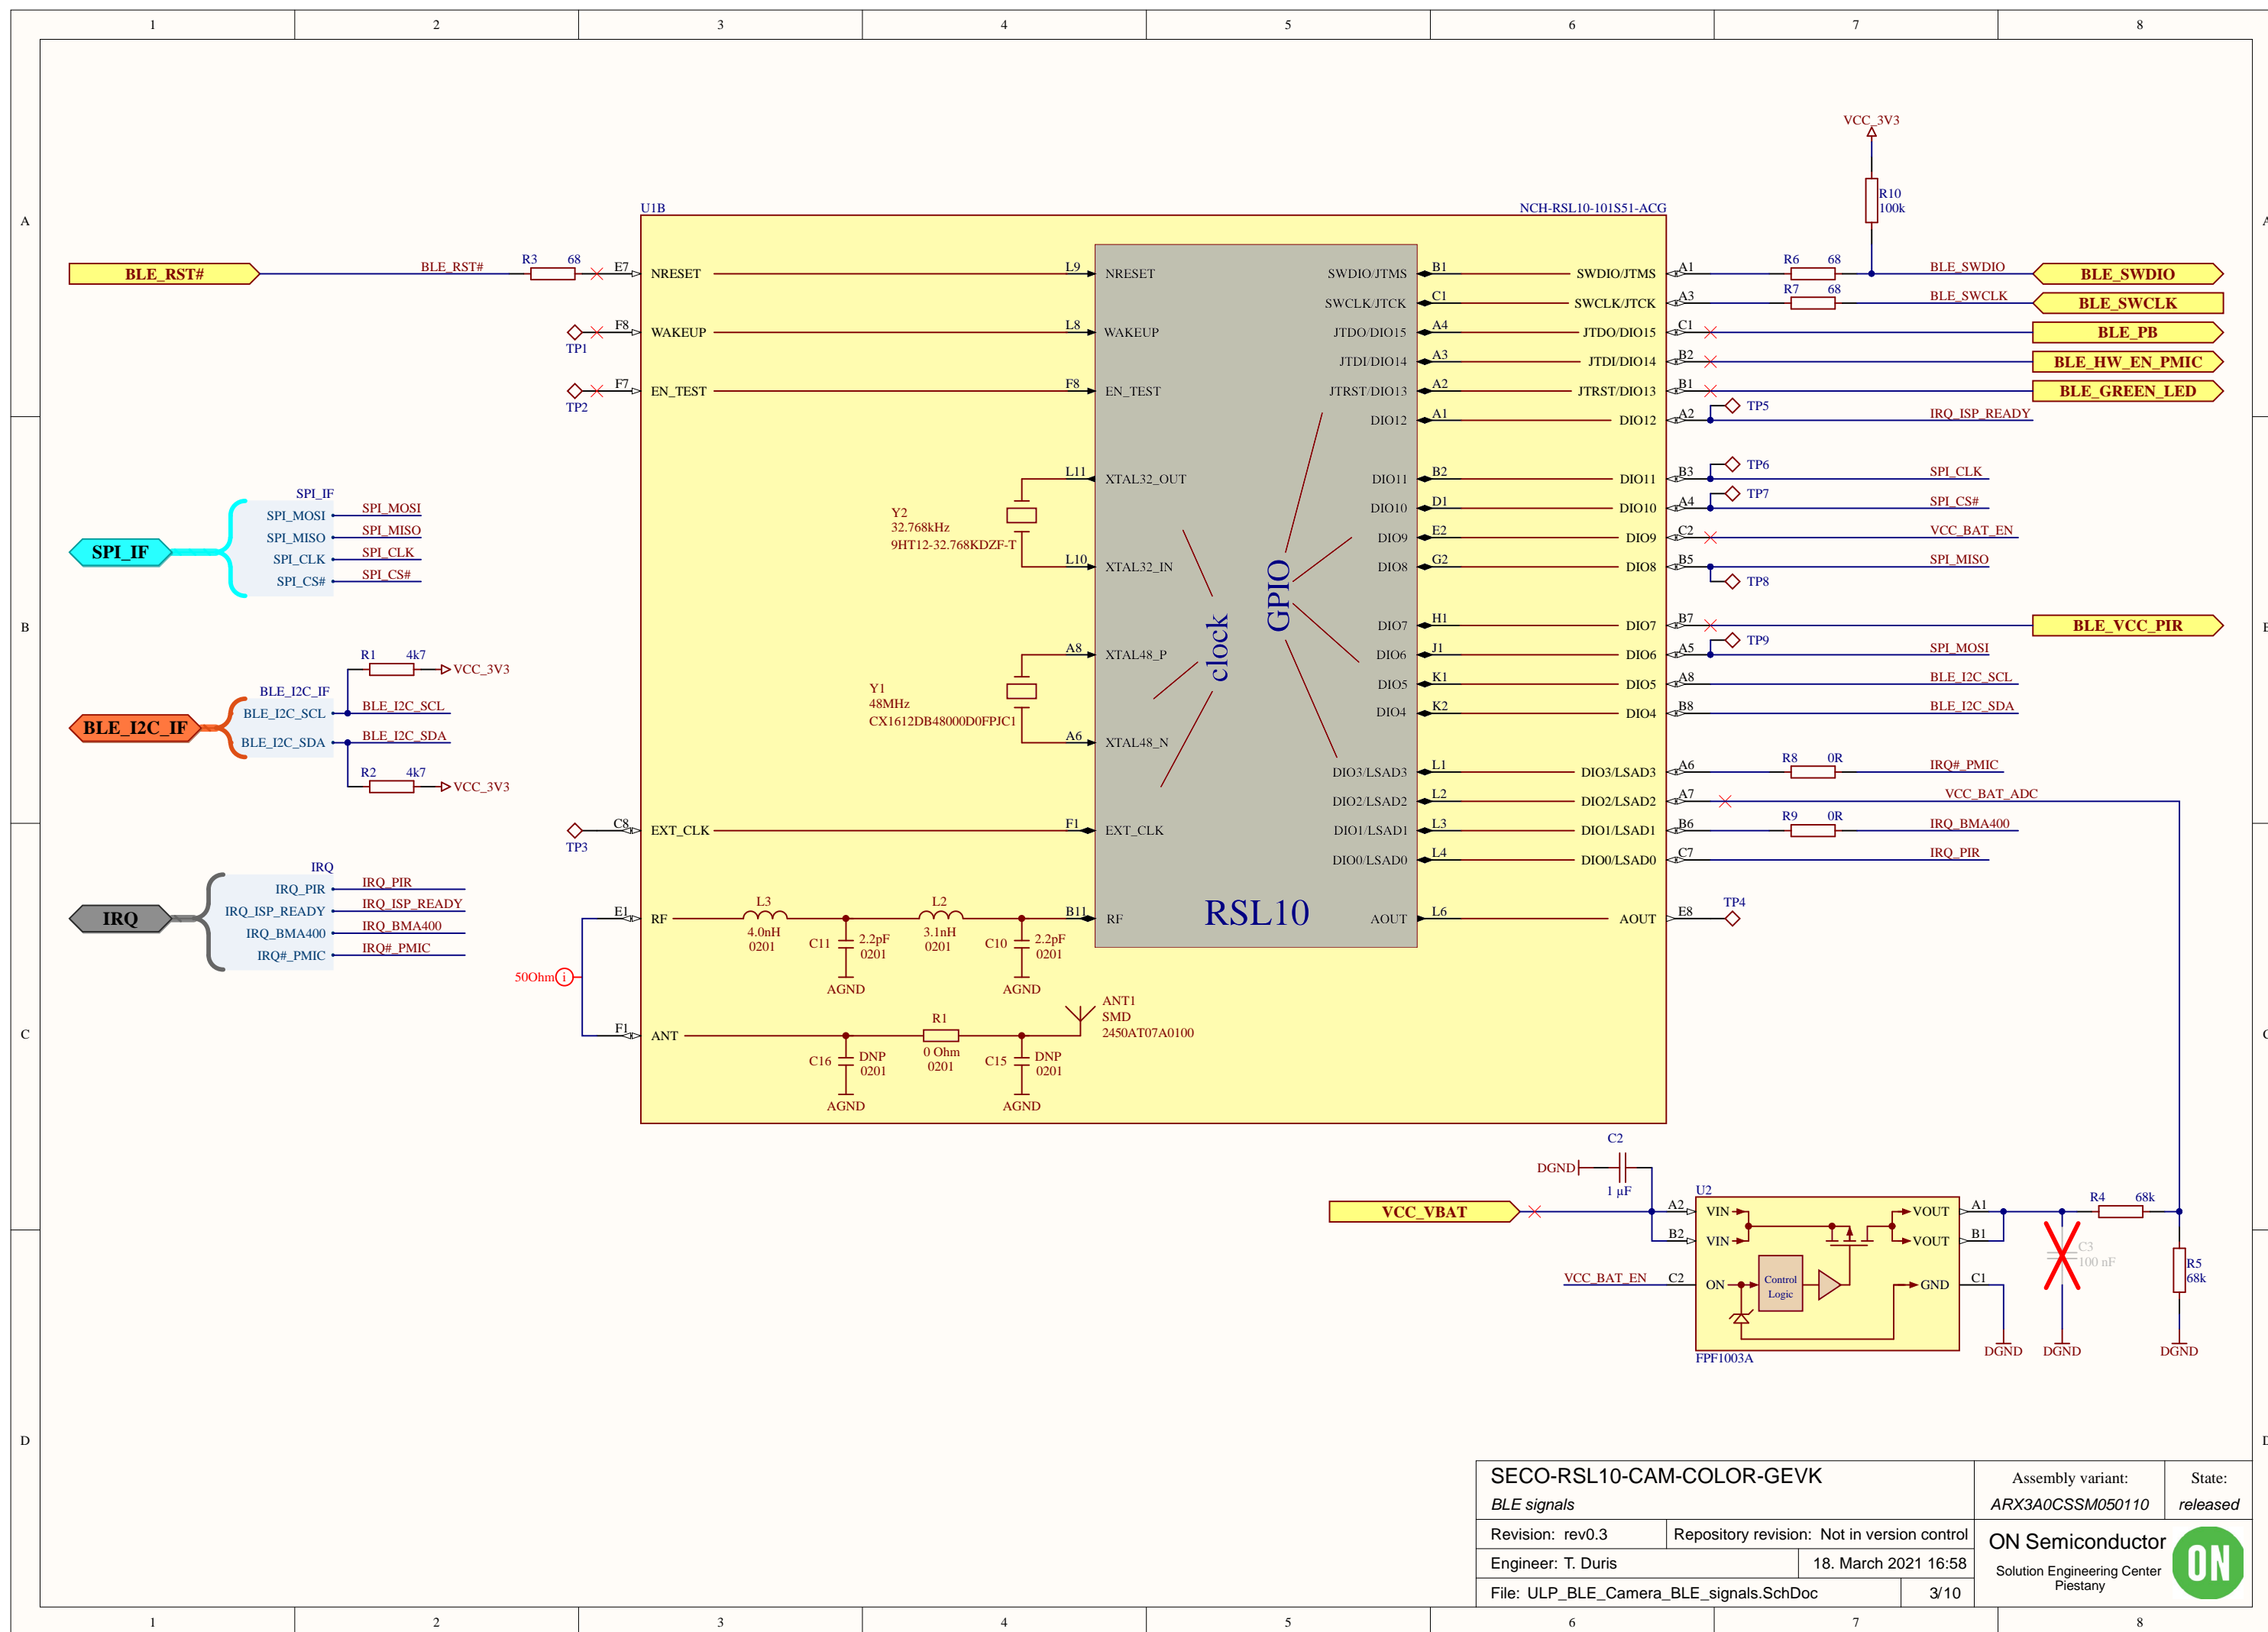 1 2 3 4 5 6 7 8
A
B
C
D
VCC_3V3
R10
100k
U1B
NCH-RSL10-101S51-ACG
BLE_RST#
BLE_RST#
R3 68
E7 NRESET
L9 NRESET
SWDIO/JTMS B1
SWDIO/JTMS A1
R6 68
BLE_SWDIO
BLE_SWDIO
SWCLK/JTCK C1
SWCLK/JTCK A3
R7 68
BLE_SWCLK
BLE_SWCLK
TP1
F8 WAKEUP
L8 WAKEUP
JTDO/DIO15 A4
JTDO/DIO15 C1
BLE_PB
JTDI/DIO14 A3
JTDI/DIO14 B2
BLE_HW_EN_PMIC
TP2
F7 EN_TEST
F8 EN_TEST
JTRST/DIO13 A2
JTRST/DIO13 B1
BLE_GREEN_LED
TP5
DIO12 A1
DIO12 A2
IRQ_ISP_READY
L11 XTAL32_OUT
Y2
32.768kHz
9HT12-32.768KDZF-T
L10 XTAL32_IN
TP6
DIO11 B2
DIO11 B3
SPI_CLK
TP7
DIO10 D1
DIO10 A4
SPI_CS#
DIO9 E2
DIO9 C2
VCC_BAT_EN
DIO8 G2
DIO8 B5
SPI_MISO
TP8
SPI_IF
SPI_IF
SPI_MOSI SPI_MOSI
SPI_MISO SPI_MISO
SPI_CLK SPI_CLK
SPI_CS# SPI_CS#
clock
GPIO
DIO7 H1
DIO7 B7
BLE_VCC_PIR
TP9
A8 XTAL48_P
Y1
48MHz
CX1612DB48000D0FPJC1
A6 XTAL48_N
DIO6 J1
DIO6 A5
SPI_MOSI
DIO5 K1
DIO5 A8
BLE_I2C_SCL
DIO4 K2
DIO4 B8
BLE_I2C_SDA
R1 4k7
VCC_3V3
BLE_I2C_IF
BLE_I2C_IF
BLE_I2C_SCL BLE_I2C_SCL
BLE_I2C_SDA BLE_I2C_SDA
R2 4k7
VCC_3V3
DIO3/LSAD3 L1
DIO3/LSAD3 A6
R8 0R
IRQ#_PMIC
DIO2/LSAD2 L2
DIO2/LSAD2 A7
VCC_BAT_ADC
TP3
C8 EXT_CLK
F1 EXT_CLK
DIO1/LSAD1 L3
DIO1/LSAD1 B6
R9 0R
IRQ_BMA400
DIO0/LSAD0 L4
DIO0/LSAD0 C7
IRQ_PIR
IRQ
IRQ
IRQ_PIR IRQ_PIR
IRQ_ISP_READY IRQ_ISP_READY
IRQ_BMA400 IRQ_BMA400
IRQ#_PMIC IRQ#_PMIC
E1 RF
L3
4.0nH
0201
C11 2.2pF
0201
AGND
L2
3.1nH
0201
C10 2.2pF
0201
AGND
B11 RF
RSL10
AOUT L6
AOUT E8
TP4
50Ohm i
F1 ANT
C16 DNP
0201
AGND
R1
0 Ohm
0201
C15 DNP
0201
AGND
ANT1
SMD
2450AT07A0100
C2
DGND
1 µF
VCC_VBAT
U2
A2 VIN
B2 VIN
VCC_BAT_EN C2 ON
Control
Logic
VOUT A1
VOUT B1
GND C1
FPF1003A
R4 68k
C3
100 nF
R5
68k
DGND DGND DGND
SECO-RSL10-CAM-COLOR-GEVK
BLE signals
Assembly variant:
ARX3A0CSSM050110
State:
released
Revision: rev0.3
Repository revision: Not in version control
Engineer: T. Duris
18. March 2021 16:58
File: ULP_BLE_Camera_BLE_signals.SchDoc
3/10
ON Semiconductor
Solution Engineering Center
Piestany
ON
A
B
C
D
1 2 3 4 5 6 7 8